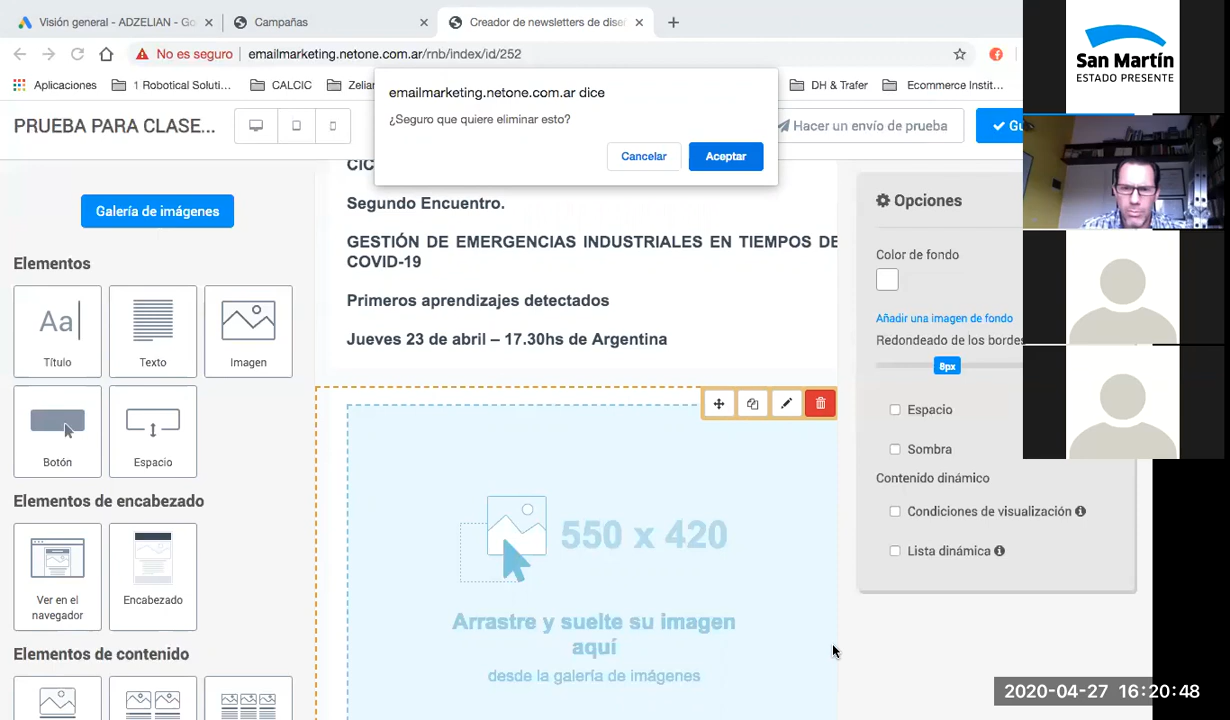 Visión general - ADZELIAN - Go
Campañas
Creador de newsletters de dise
No es seguro
emailmarketing.netone.com.ar/rnb/index/id/252
Aplicaciones
1 Robotical Soluti...
CALCIC
Zelian
DH & Trafer
Ecommerce Instit...
emailmarketing.netone.com.ar dice
¿Seguro que quiere eliminar esto?
Cancelar
Aceptar
PRUEBA PARA CLASE...
Hacer un envío de prueba
San Martín
ESTADO PRESENTE
Galería de imágenes
Elementos
Aa
Título
Texto
Imagen
Botón
Espacio
Elementos de encabezado
Ver en el
navegador
Encabezado
Elementos de contenido
Segundo Encuentro.
GESTIÓN DE EMERGENCIAS INDUSTRIALES EN TIEMPOS DE
COVID-19
Primeros aprendizajes detectados
Jueves 23 de abril – 17.30hs de Argentina
550 x 420
Arrastre y suelte su imagen
aquí
desde la galería de imágenes
Opciones
Color de fondo
Añadir una imagen de fondo
Redondeado de los bordes
8px
Espacio
Sombra
Contenido dinámico
Condiciones de visualización
Lista dinámica
2020-04-27 16:20:48